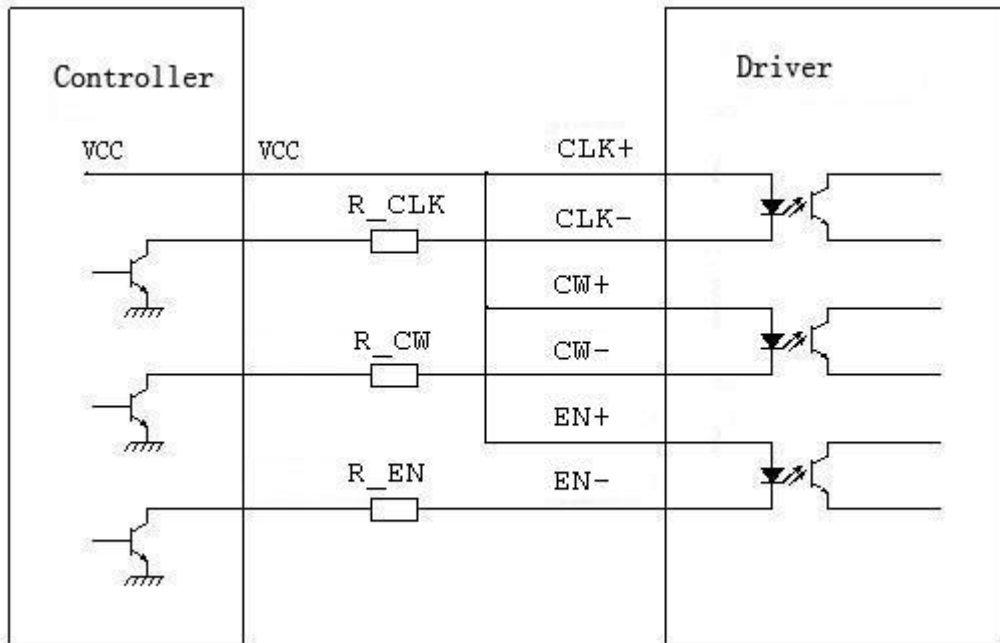 Controller
Driver
VCC
VCC
CLK+
R_CLK
CLK-
CW+
R_CW
CW-
EN+
R_EN
EN-